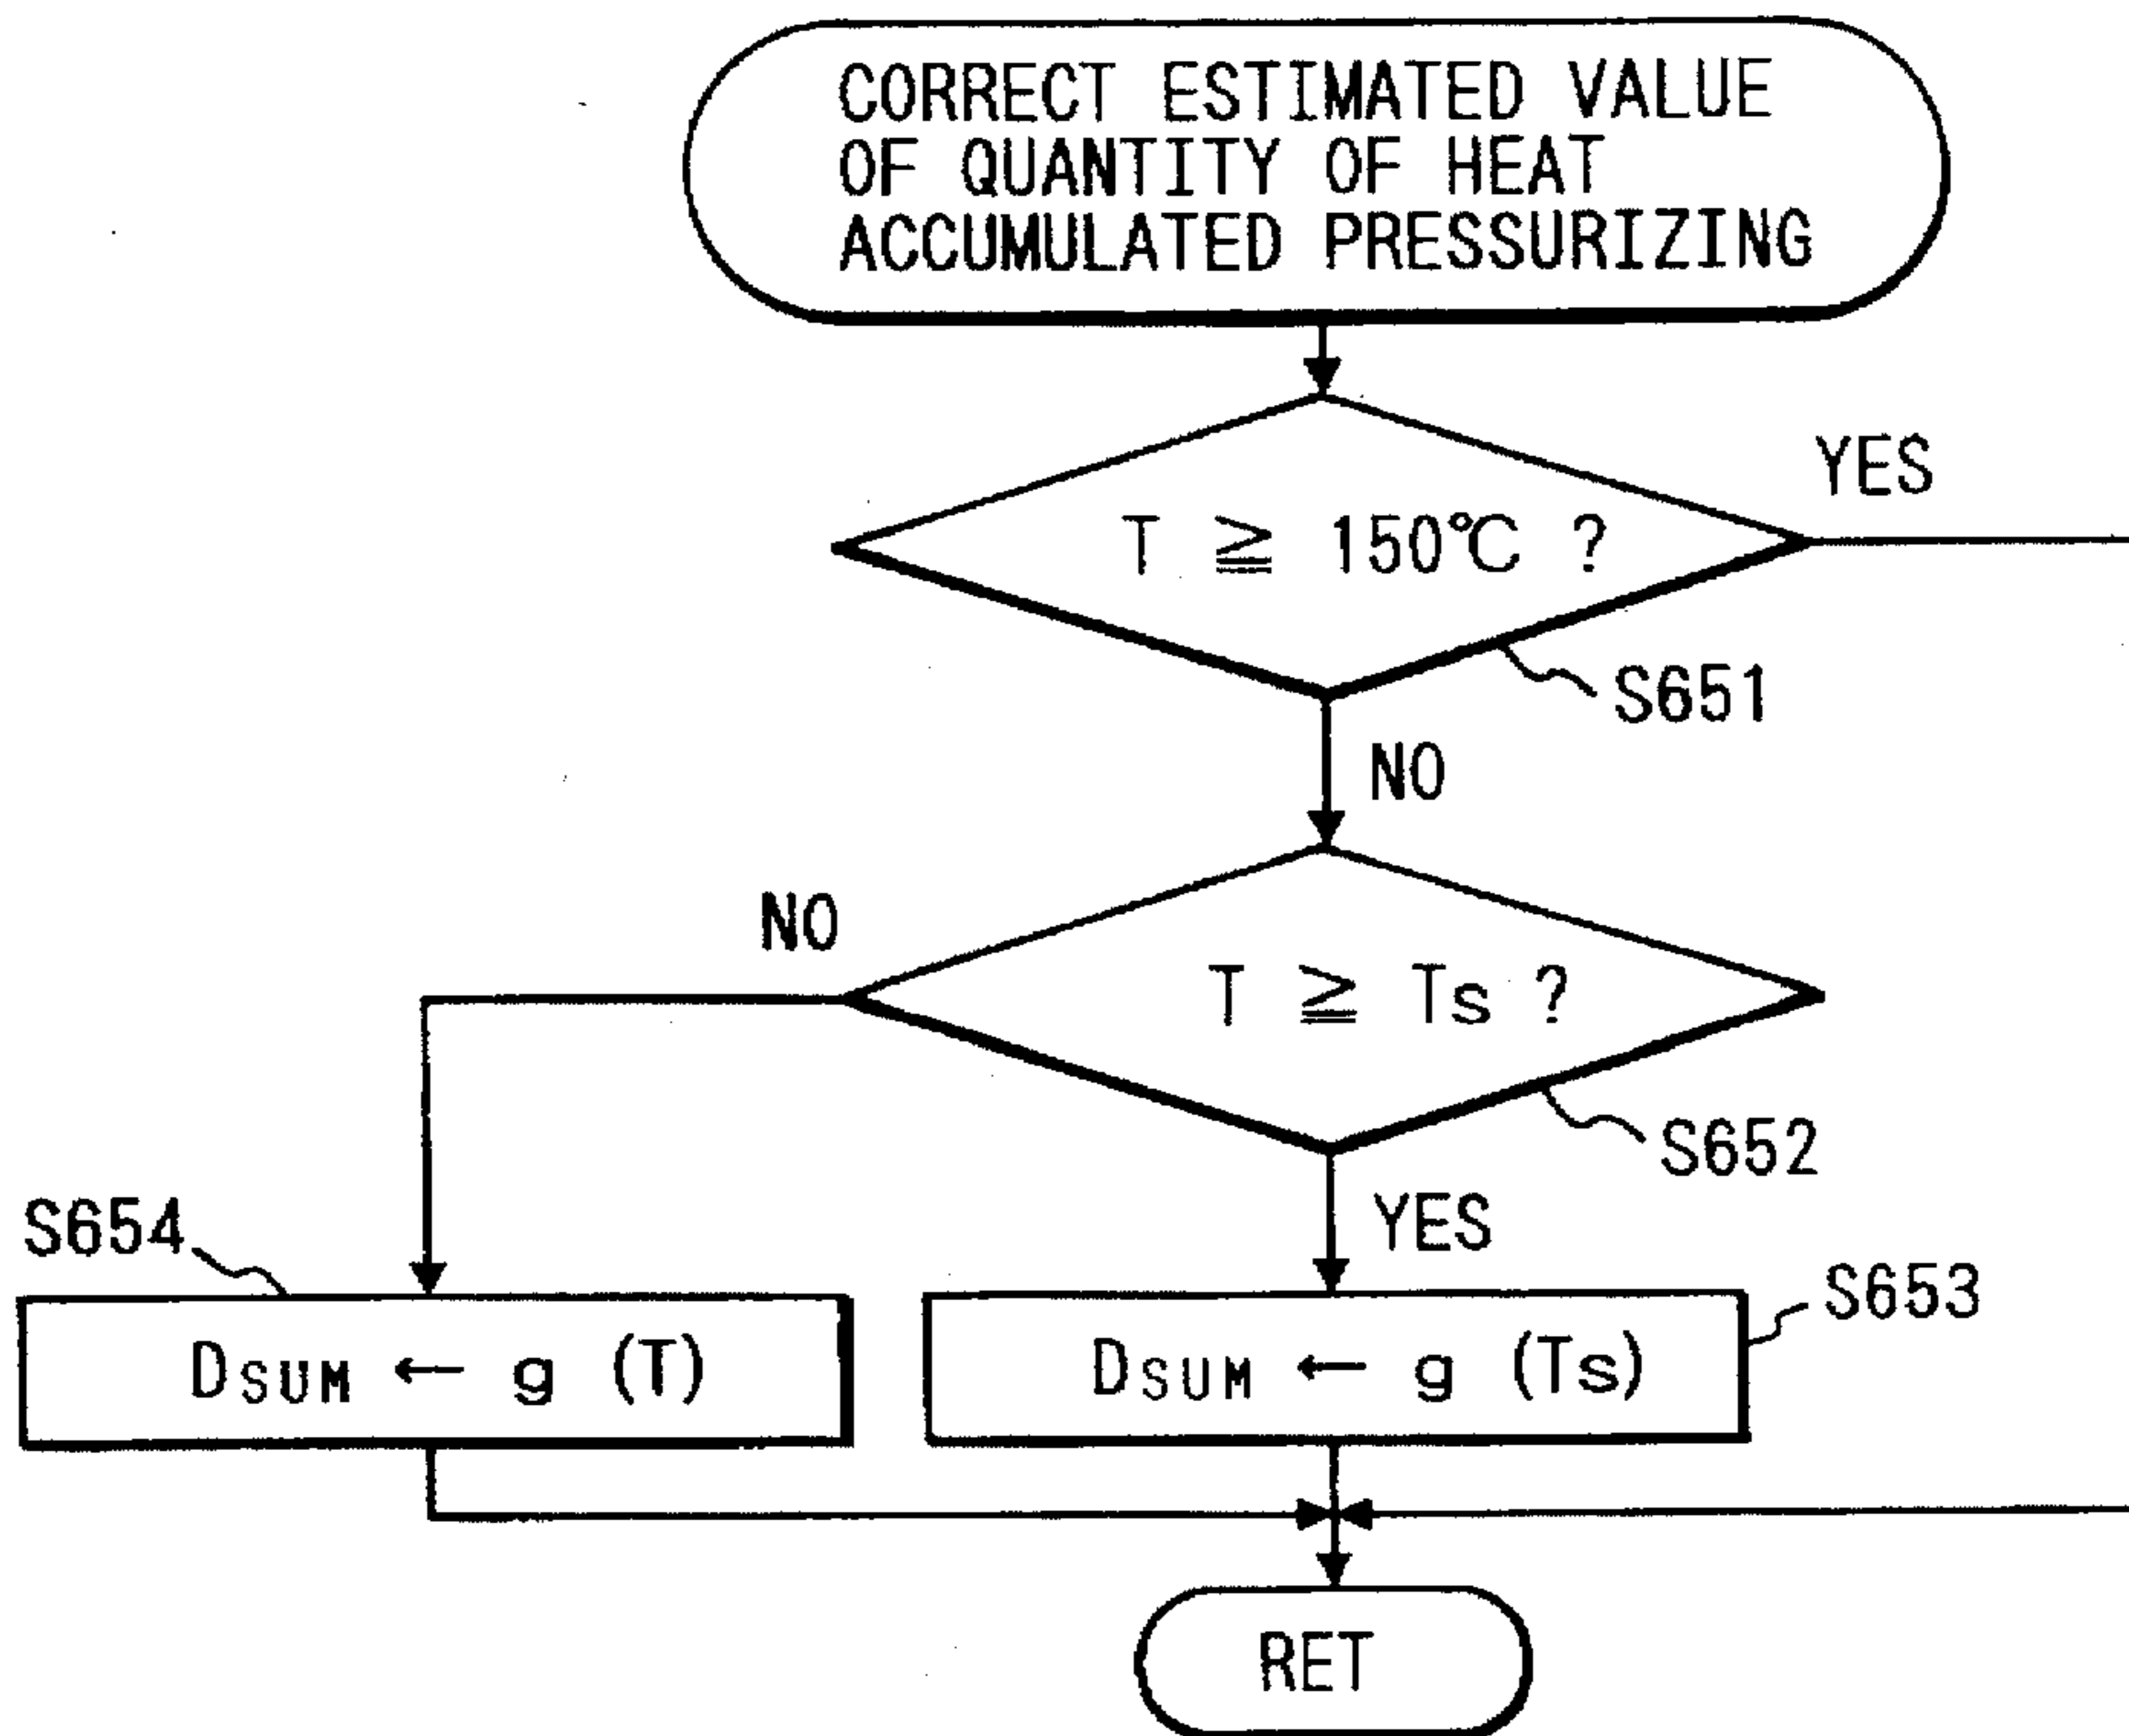 CORRECT ESTIMATED VALUE
OF QUANTITY OF HEAT
ACCUMULATED PRESSURIZING
YES
T ≧ 150℃ ?
S651
NO
NO
T ≧ Ts ?
S652
YES
S654
S653
DSUM ← g (T)
DSUM ← g (Ts)
RET